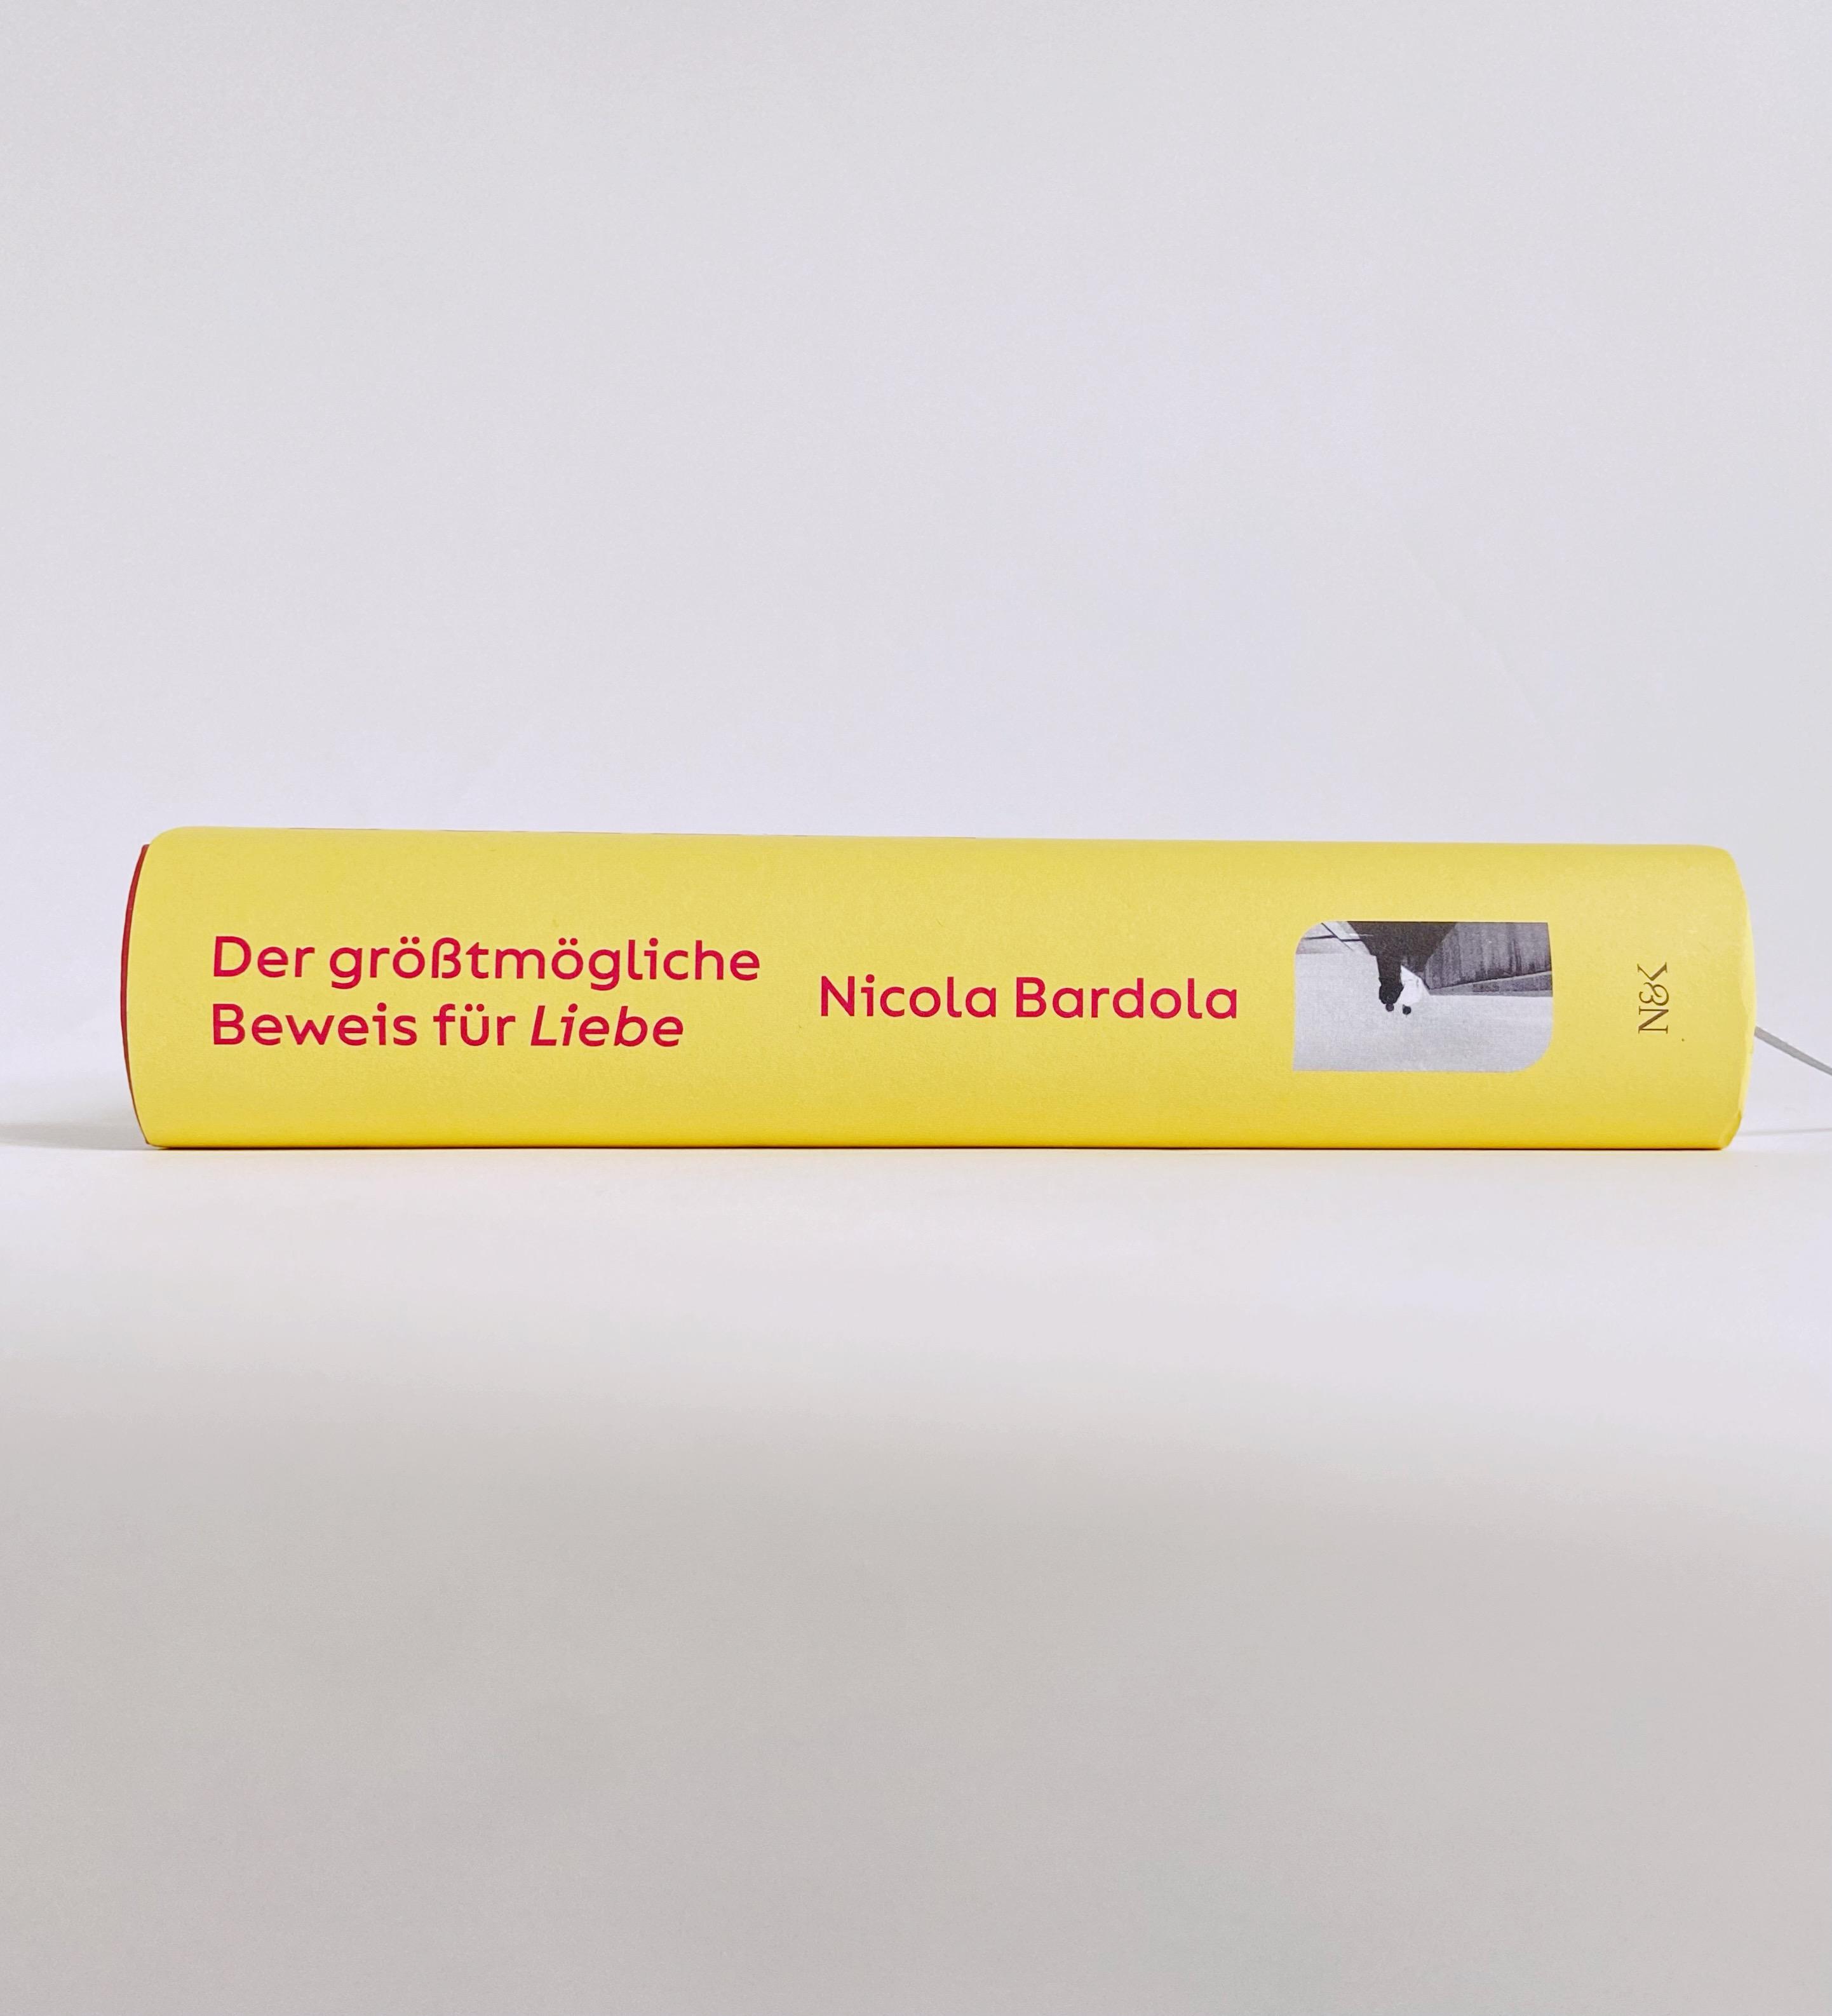 Der größtmögliche
Beweis für Liebe
Nicola Bardola
N&K